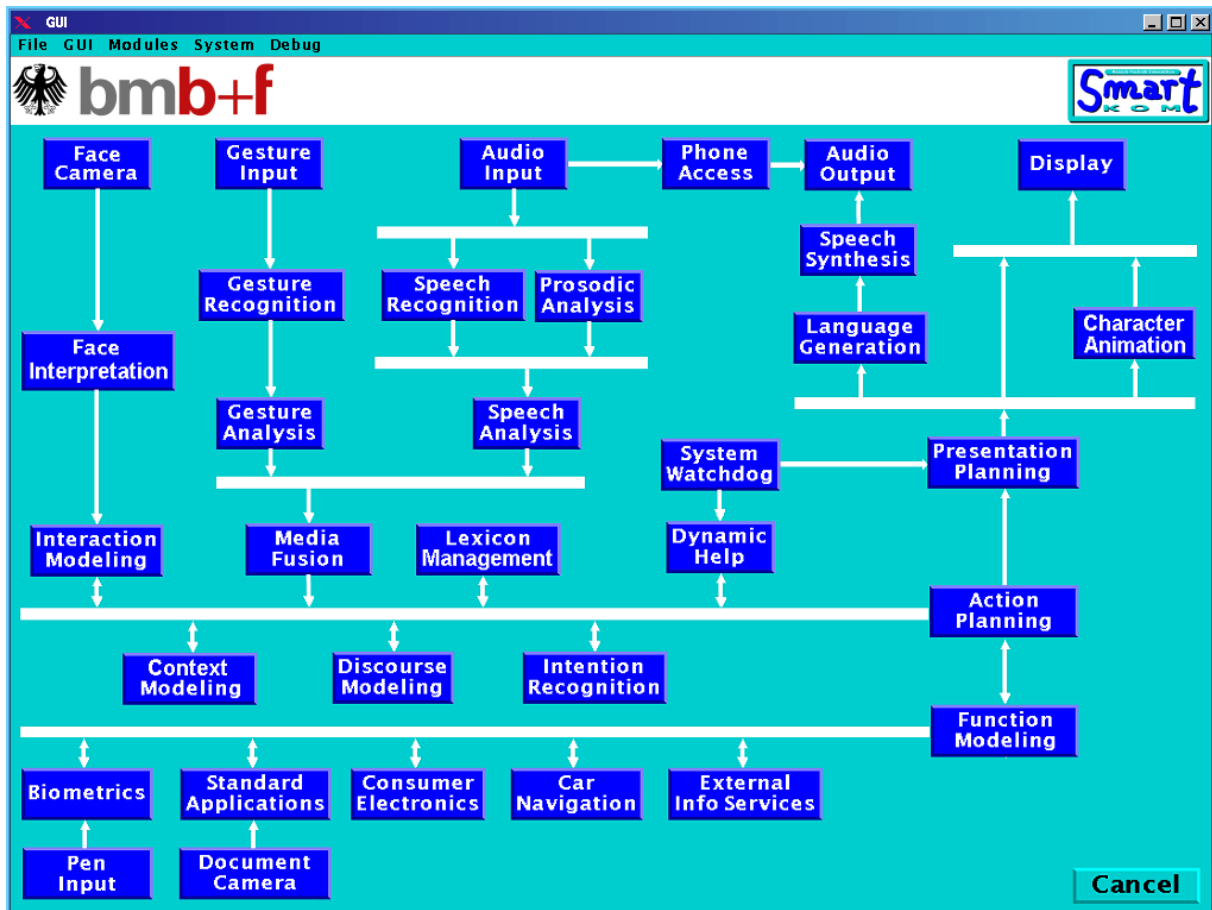 GUI
File GUI Modules System Debug
bmb+f
Smart
KOM
Face
Camera
Gesture
Input
Audio
Input
Phone
Access
Audio
Output
Display
Speech
Synthesis
Gesture
Recognition
Speech
Recognition
Prosodic
Analysis
Language
Generation
Character
Animation
Face
Interpretation
Gesture
Analysis
Speech
Analysis
System
Watchdog
Presentation
Planning
Interaction
Modeling
Media
Fusion
Lexicon
Management
Dynamic
Help
Action
Planning
Context
Modeling
Discourse
Modeling
Intention
Recognition
Function
Modeling
Biometrics
Standard
Applications
Consumer
Electronics
Car
Navigation
External
Info Services
Pen
Input
Document
Camera
Cancel